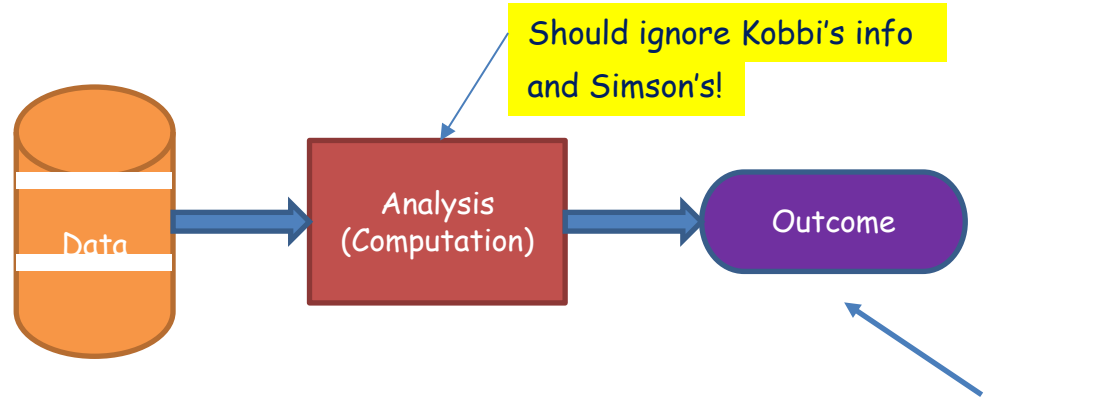 Should ignore Kobbi's info
and Simson's!
Data
Analysis
(Computation)
Outcome